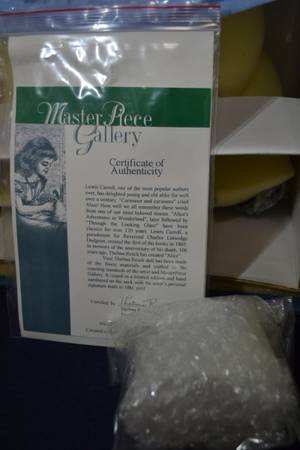 Master Piece
Gallery
Certificate of
Authenticity
Lewis Carroll, one of the most popular authors
ever, has delighted young and old alike for well
over a century. "Curiouser and curiouser" cried
Alice! How well we all remember these words
from one of our most beloved stories. "Alice's
Adventures in Wonderland", later followed by
"Through the Looking Glass" have been
classics for over 120 years. Lewis Carroll, a
pseudonym for Reverend Charles Lutwidge
Dodgson, created the first of the books in 1865
In memory of the anniversary of his death, 100
years ago, Thelma Resch has created "Alice"
Your Thelma Resch doll has been made
of the finest materials and crafted to the
exacting standards of the artist and MasterPiece
Gallery. It issued in a limited edition and hand
numbered on the neck with the artist's personal
signature
Certified by
Thelma R
Created